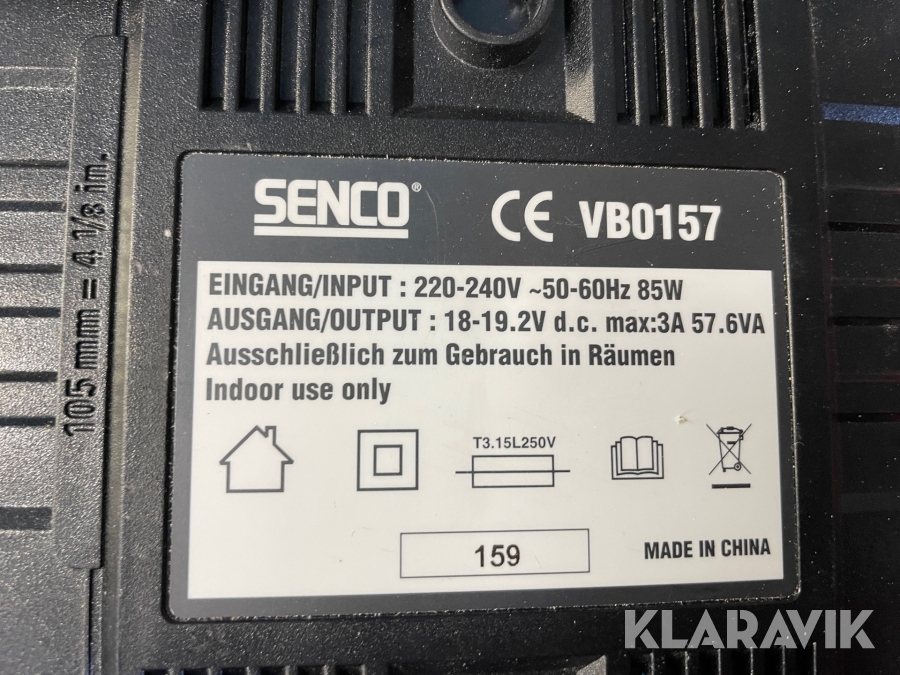 105 mm = 4 1/8 in.
SENCO® CE VB0157
EINGANG/INPUT : 220-240V ~50-60Hz 85W
AUSGANG/OUTPUT : 18-19.2V d.c. max:3A 57.6VA
Ausschließlich zum Gebrauch in Räumen
Indoor use only
T3.15L250V
159
MADE IN CHINA
KLARAVIK